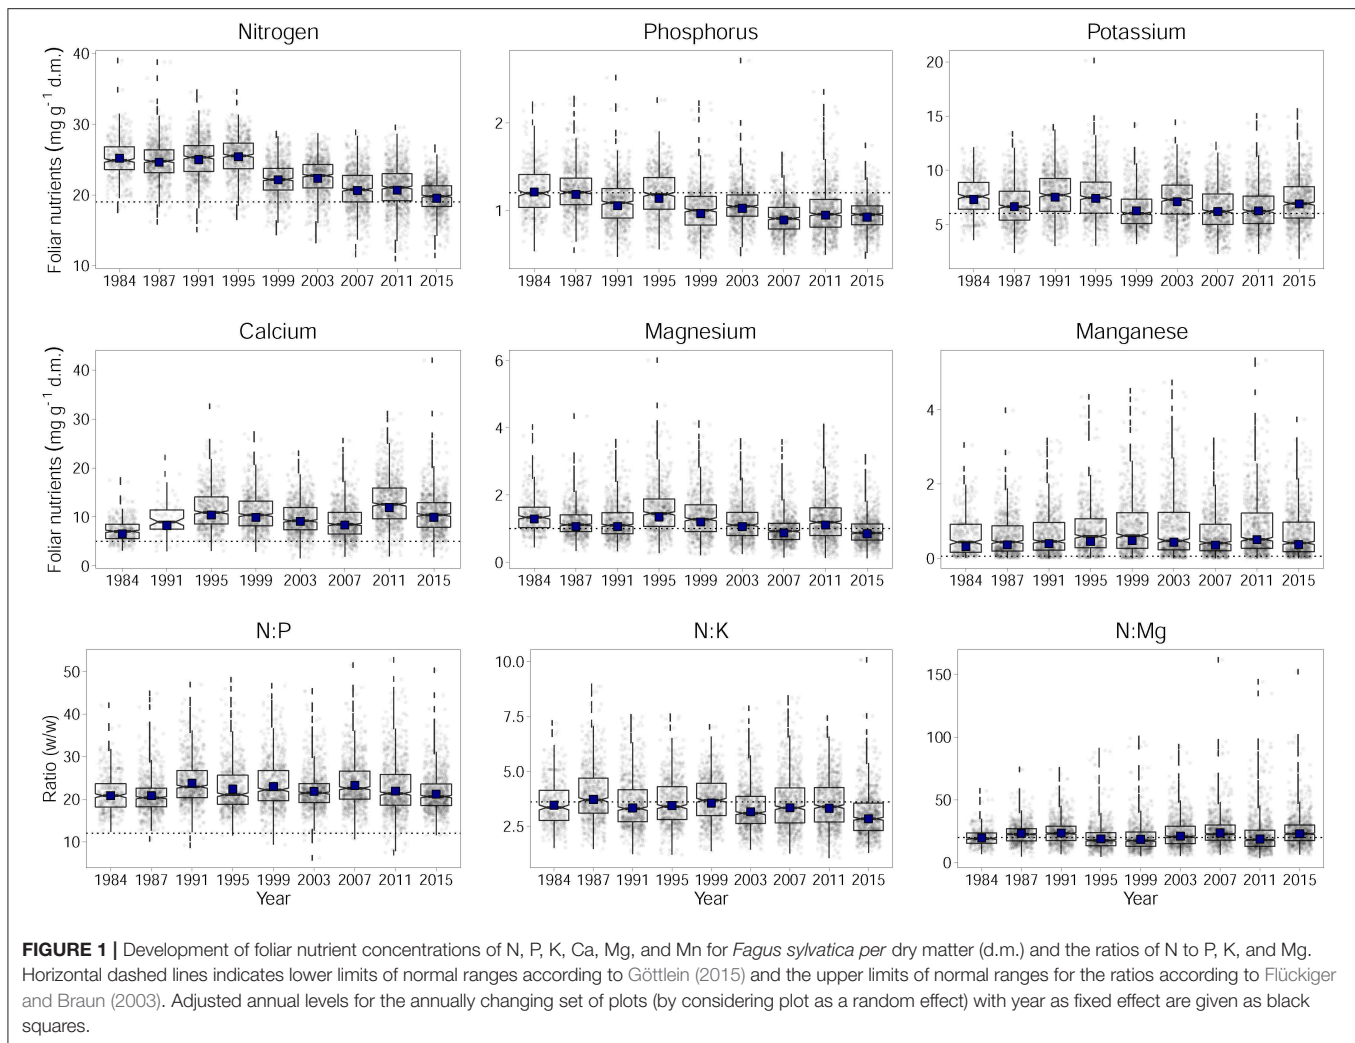 Nitrogen
Phosphorus
Potassium
Foliar nutrients (mg g⁻¹ d.m.)
40
30
20
10
2
1
20
15
10
5
1984 1987 1991 1995 1999 2003 2007 2011 2015
1984 1987 1991 1995 1999 2003 2007 2011 2015
1984 1987 1991 1995 1999 2003 2007 2011 2015
Calcium
Magnesium
Manganese
Foliar nutrients (mg g⁻¹ d.m.)
40
30
20
10
0
6
4
2
0
4
2
0
1984 1991 1995 1999 2003 2007 2011 2015
1984 1987 1991 1995 1999 2003 2007 2011 2015
1984 1987 1991 1995 1999 2003 2007 2011 2015
N:P
N:K
N:Mg
Ratio (w/w)
50
40
30
20
10
10.0
7.5
5.0
2.5
150
100
50
0
1984 1987 1991 1995 1999 2003 2007 2011 2015
1984 1987 1991 1995 1999 2003 2007 2011 2015
1984 1987 1991 1995 1999 2003 2007 2011 2015
Year
Year
Year
FIGURE 1 | Development of foliar nutrient concentrations of N, P, K, Ca, Mg, and Mn for Fagus sylvatica per dry matter (d.m.) and the ratios of N to P, K, and Mg.
Horizontal dashed lines indicates lower limits of normal ranges according to Göttlein (2015) and the upper limits of normal ranges for the ratios according to Flückiger
and Braun (2003). Adjusted annual levels for the annually changing set of plots (by considering plot as a random effect) with year as fixed effect are given as black
squares.